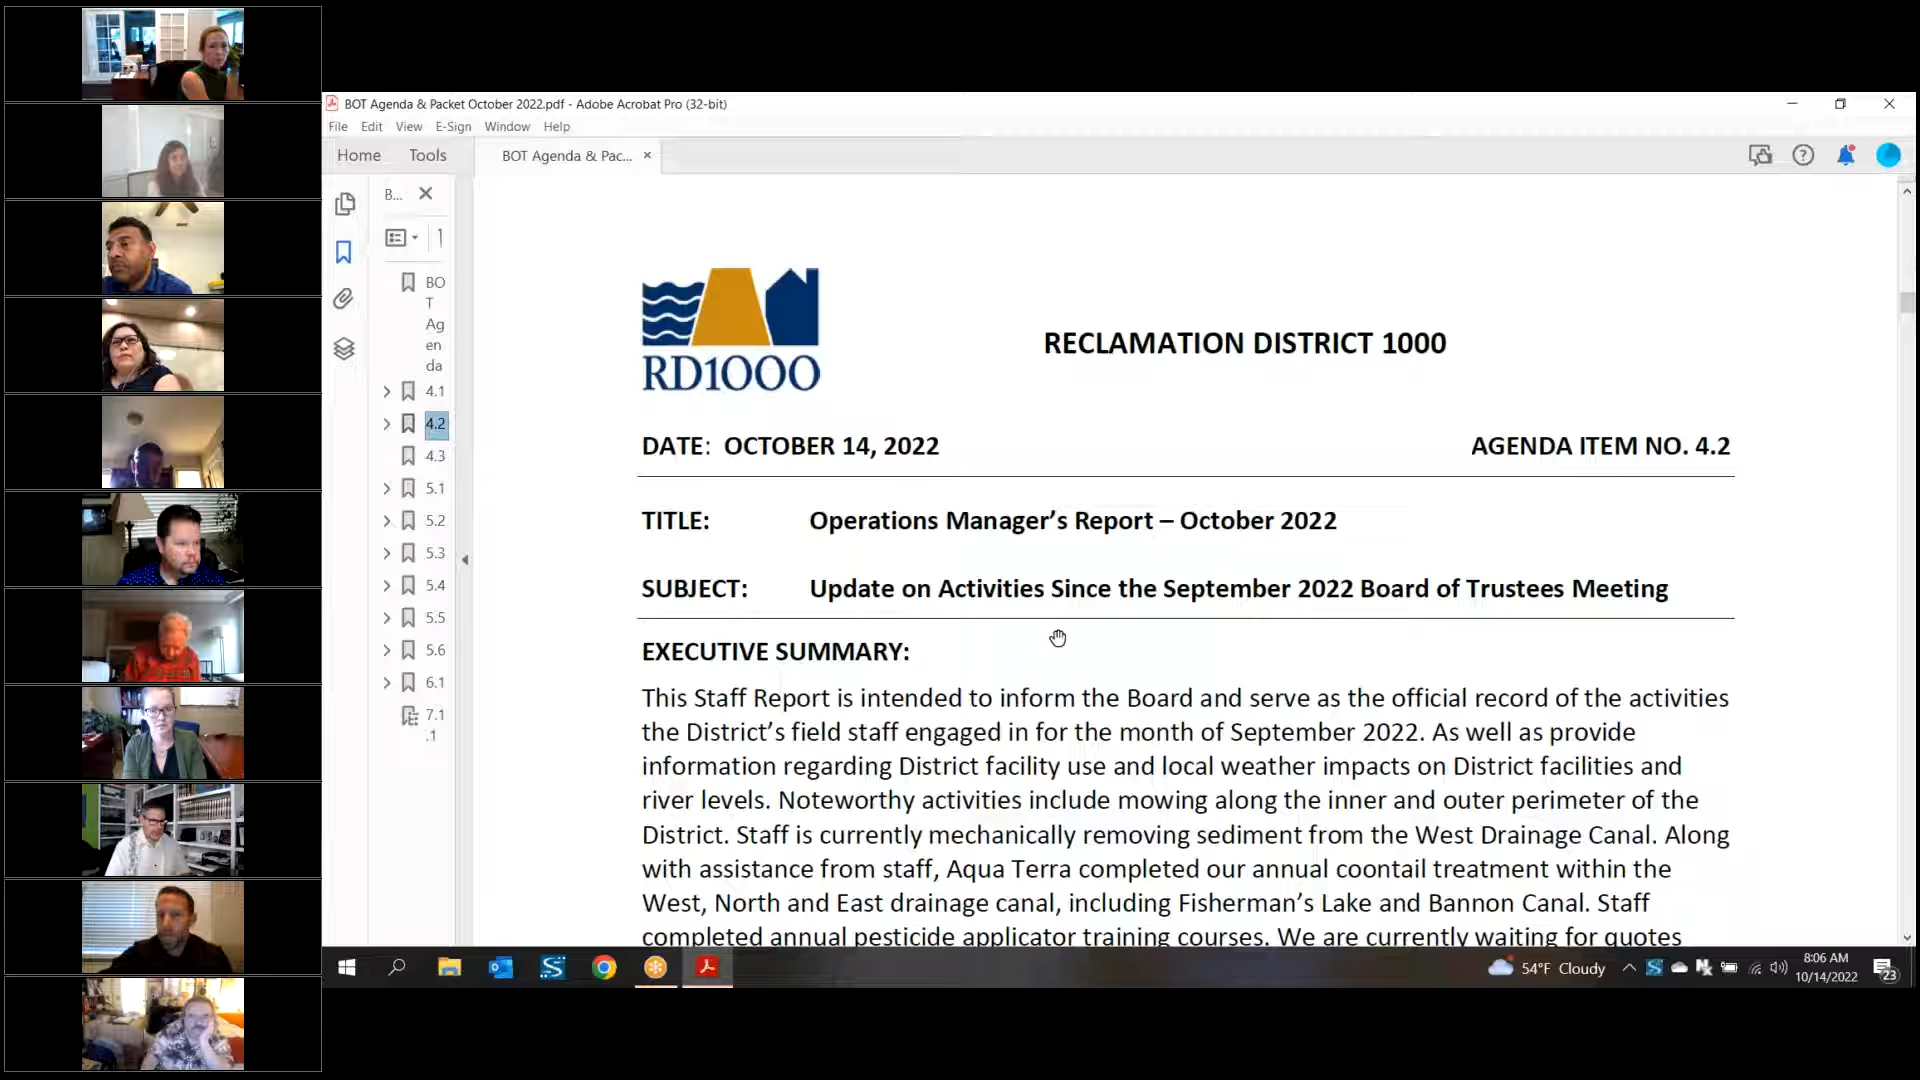 BOT Agenda & Packet October 2022.pdf - Adobe Acrobat Pro (32-bit)
File Edit View E-Sign Window Help
Home Tools BOT Agenda & Pac... ×
B...
BO
T
Ag
en
da
4.1
4.2
4.3
5.1
5.2
5.3
5.4
5.5
5.6
6.1
7.1
.1
RD1000
RECLAMATION DISTRICT 1000
DATE: OCTOBER 14, 2022 AGENDA ITEM NO. 4.2
TITLE: Operations Manager’s Report – October 2022
SUBJECT: Update on Activities Since the September 2022 Board of Trustees Meeting
EXECUTIVE SUMMARY:
This Staff Report is intended to inform the Board and serve as the official record of the activities
the District’s field staff engaged in for the month of September 2022. As well as provide
information regarding District facility use and local weather impacts on District facilities and
river levels. Noteworthy activities include mowing along the inner and outer perimeter of the
District. Staff is currently mechanically removing sediment from the West Drainage Canal. Along
with assistance from staff, Aqua Terra completed our annual coontail treatment within the
West, North and East drainage canal, including Fisherman’s Lake and Bannon Canal. Staff
completed annual pesticide applicator training courses. We are currently waiting for quotes
54°F Cloudy
8:06 AM
10/14/2022
23